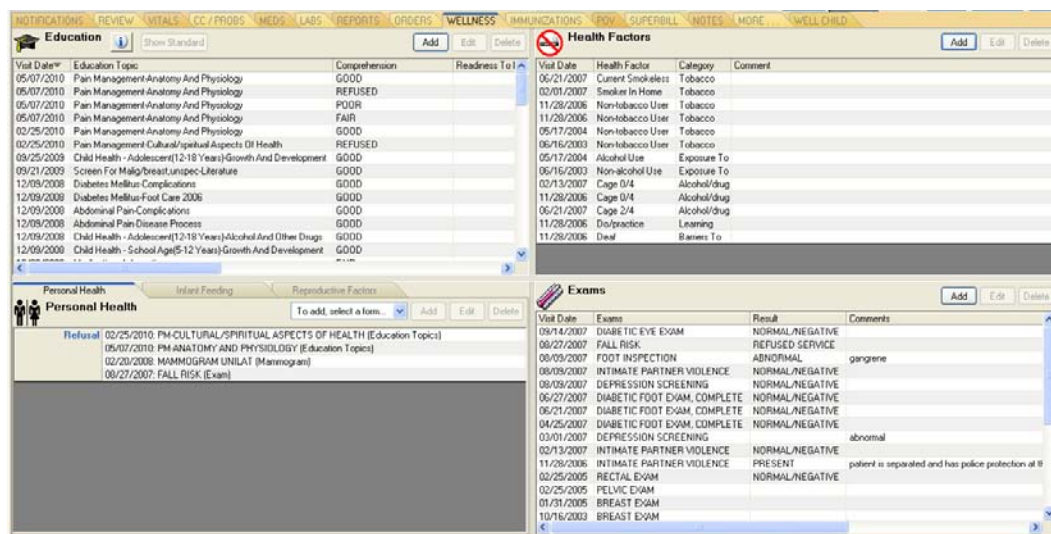 NOTIFICATIONS REVIEW VITALS CC / PROBS MEDS LABS REPORTS ORDERS WELLNESS IMMUNIZATIONS POV SUPERBILL NOTES MORE ... WELL CHILD
Education
Show Standard
Add Edit Delete
Visit Date Education Topic Comprehension Readiness To
05/07/2010 Pain Management-Anatomy And Physiology GOOD
05/07/2010 Pain Management-Anatomy And Physiology REFUSED
05/07/2010 Pain Management-Anatomy And Physiology POOR
05/07/2010 Pain Management-Anatomy And Physiology FAIR
02/25/2010 Pain Management-Anatomy And Physiology GOOD
02/25/2010 Pain Management-Cultural/spiritual Aspects Of Health REFUSED
09/25/2009 Child Health - Adolescent(12-18 Years)-Growth And Development GOOD
09/21/2009 Screen For Malig/breast,unspec-Literature GOOD
12/09/2008 Diabetes Mellitus-Complications GOOD
12/09/2008 Diabetes Mellitus-Foot Care 2006 GOOD
12/09/2008 Abdominal Pain-Complications GOOD
12/09/2008 Abdominal Pain-Disease Process GOOD
12/09/2008 Child Health - Adolescent(12-18 Years)-Alcohol And Other Drugs GOOD
12/09/2008 Child Health - School Age(5-12 Years)-Growth And Development GOOD
Health Factors
Add Edit Delete
Visit Date Health Factor Category Comment
06/21/2007 Current Smokeless Tobacco
02/01/2007 Smoker In Home Tobacco
11/28/2006 Non-tobacco User Tobacco
11/28/2006 Non-tobacco User Tobacco
05/17/2004 Non-tobacco User Tobacco
06/16/2003 Non-tobacco User Tobacco
05/17/2004 Alcohol Use Exposure To
06/16/2003 Non-alcohol Use Exposure To
02/13/2007 Cage 0/4 Alcohol/drug
11/28/2006 Cage 0/4 Alcohol/drug
06/21/2007 Cage 2/4 Alcohol/drug
11/28/2006 Do/practice Learning
11/28/2006 Deaf Barriers To
Personal Health Infant Feeding Reproductive Factors
Personal Health
To add, select a form... Add Edit Delete
Refusal 02/25/2010: PM-CULTURAL/SPIRITUAL ASPECTS OF HEALTH (Education Topics)
05/07/2010: PM-ANATOMY AND PHYSIOLOGY (Education Topics)
02/20/2008: MAMMOGRAM UNILAT (Mammogram)
08/27/2007: FALL RISK (Exam)
Exams
Add Edit Delete
Visit Date Exams Result Comments
09/14/2007 DIABETIC EYE EXAM NORMAL/NEGATIVE
08/27/2007 FALL RISK REFUSED SERVICE
08/09/2007 FOOT INSPECTION ABNORMAL gangrene
08/09/2007 INTIMATE PARTNER VIOLENCE NORMAL/NEGATIVE
08/09/2007 DEPRESSION SCREENING NORMAL/NEGATIVE
06/27/2007 DIABETIC FOOT EXAM, COMPLETE NORMAL/NEGATIVE
06/21/2007 DIABETIC FOOT EXAM, COMPLETE NORMAL/NEGATIVE
04/25/2007 DIABETIC FOOT EXAM, COMPLETE NORMAL/NEGATIVE
03/01/2007 DEPRESSION SCREENING abnormal
02/13/2007 INTIMATE PARTNER VIOLENCE NORMAL/NEGATIVE
11/28/2006 INTIMATE PARTNER VIOLENCE PRESENT patient is separated and has police protection at th
02/25/2005 RECTAL EXAM NORMAL/NEGATIVE
02/25/2005 PELVIC EXAM
01/31/2005 BREAST EXAM
10/16/2003 BREAST EXAM